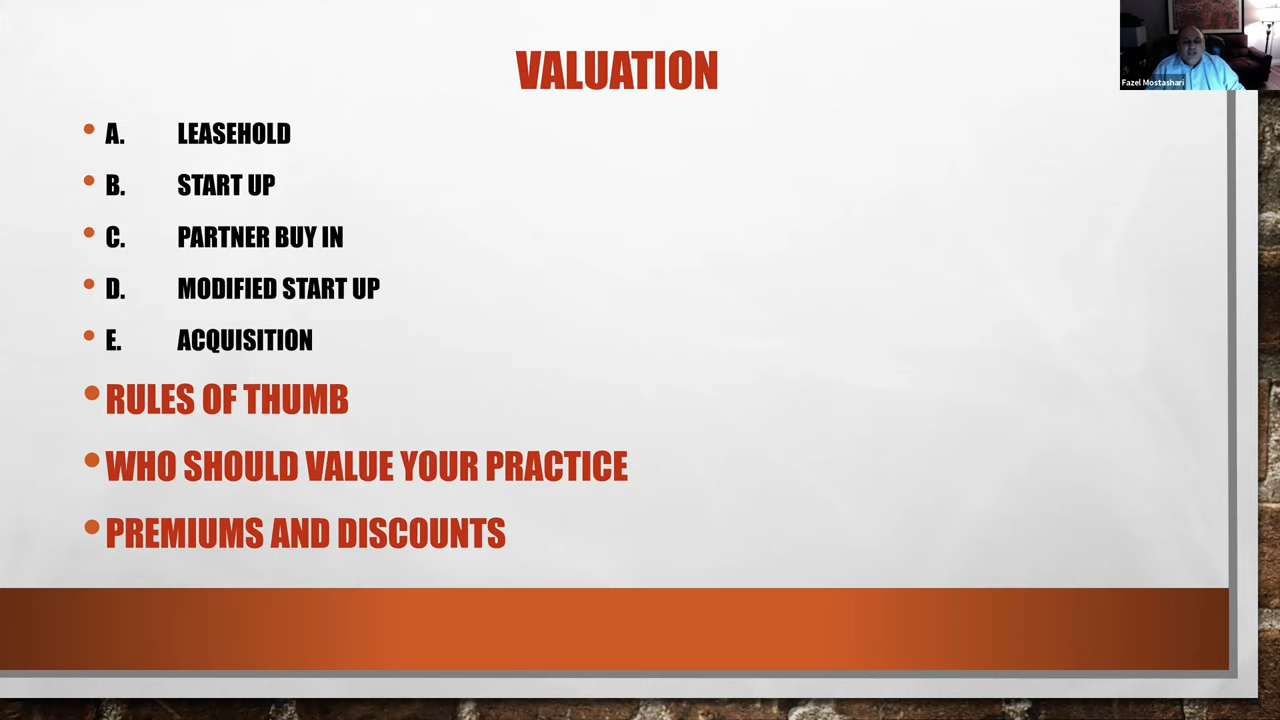 VALUATION
Fazel Mostashari
• A. LEASEHOLD
• B. START UP
• C. PARTNER BUY IN
• D. MODIFIED START UP
• E. ACQUISITION
• RULES OF THUMB
• WHO SHOULD VALUE YOUR PRACTICE
• PREMIUMS AND DISCOUNTS